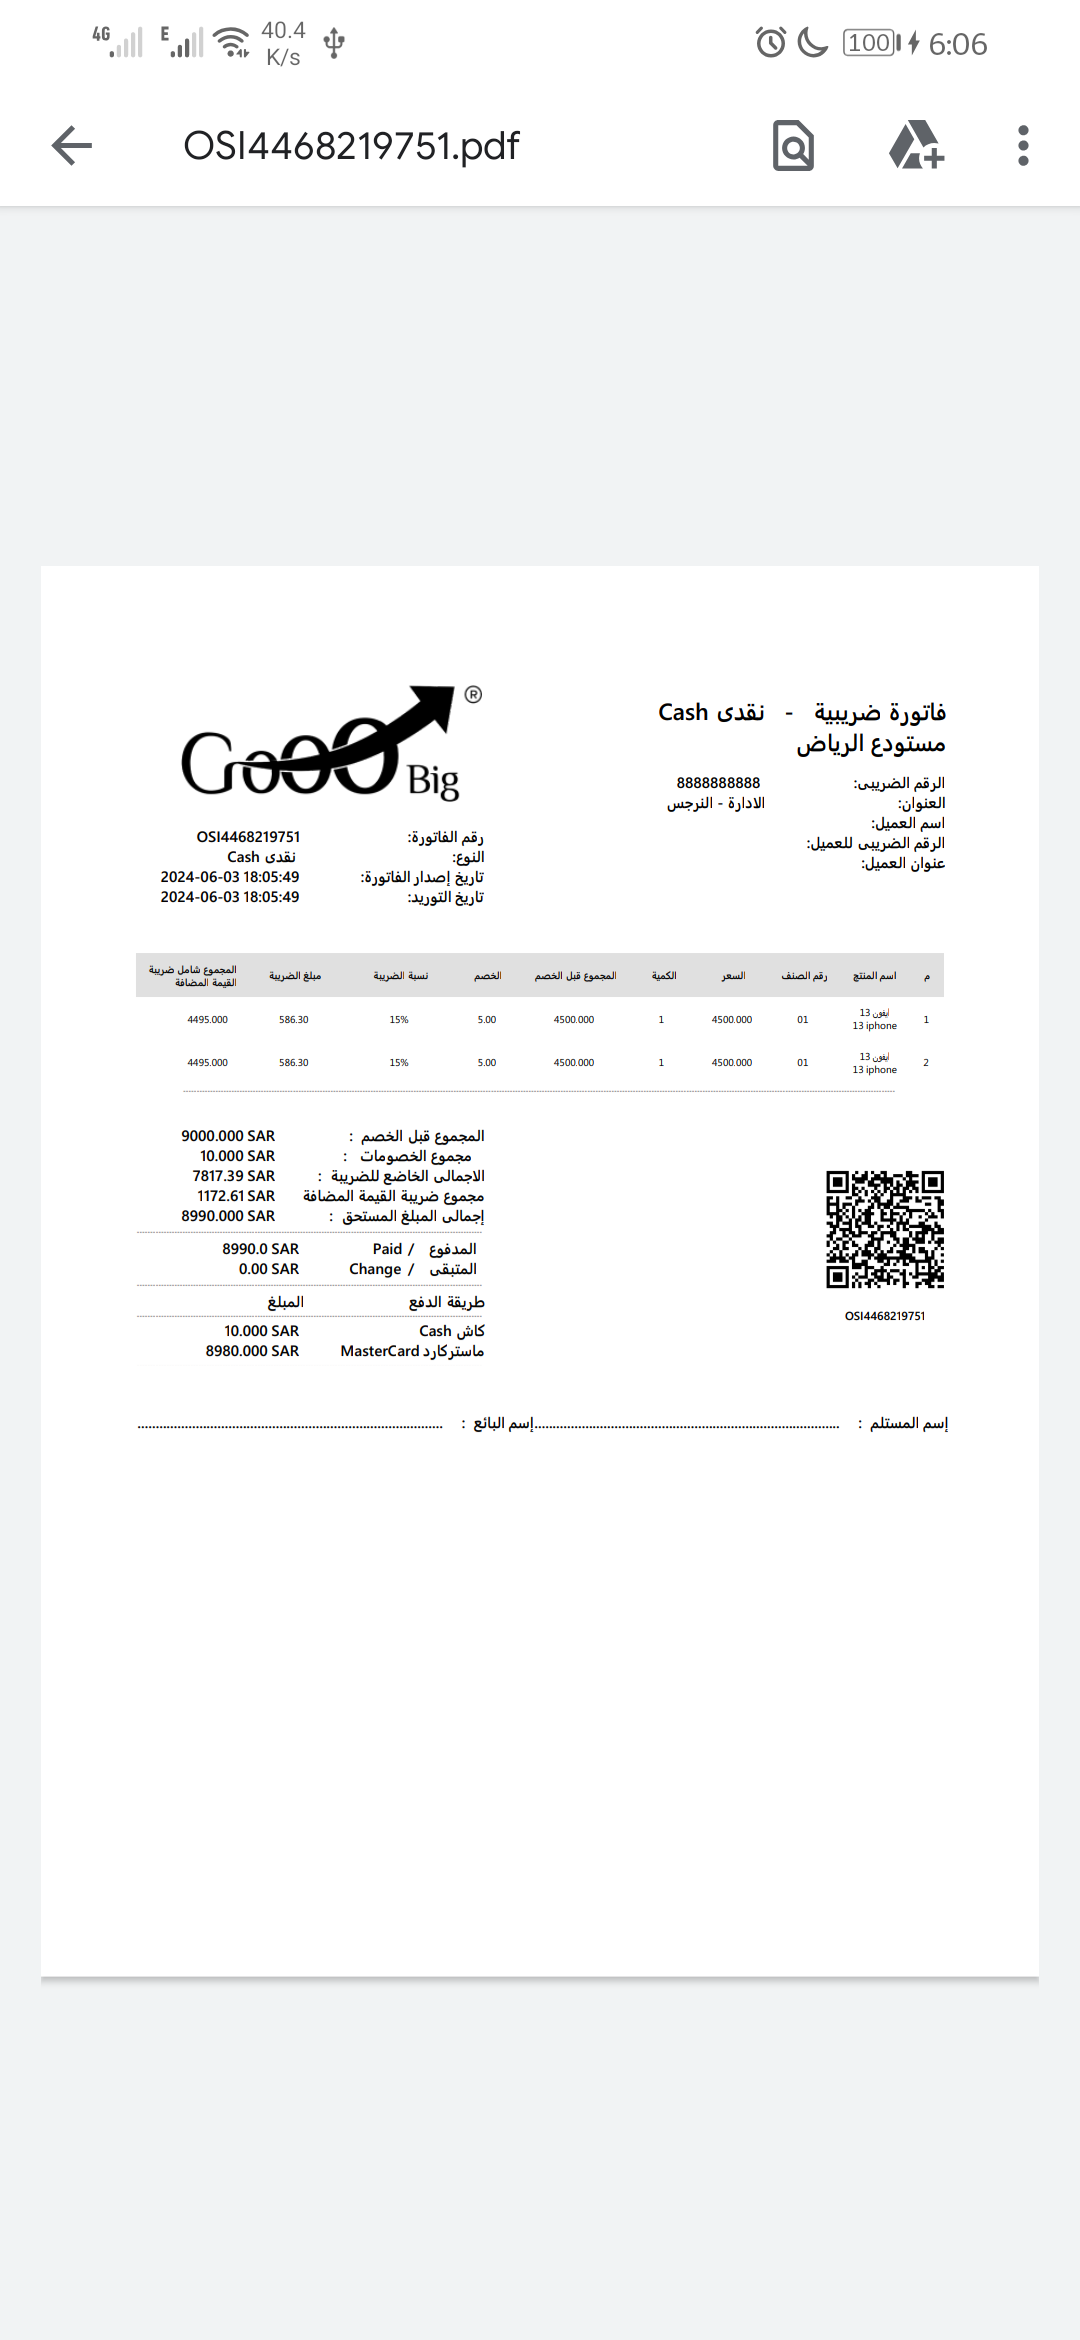 4G E 40.4 K/s 100 6:06
OSI4468219751.pdf
GoOO Big ®
فاتورة ضريبية - نقدى Cash
مستودع الرياض
الرقم الضريبى: 8888888888
العنوان: الادارة - النرجس
اسم العميل:
الرقم الضريبى للعميل:
عنوان العميل:
رقم الفاتورة: OSI4468219751
النوع: نقدى Cash
تاريخ إصدار الفاتورة: 2024-06-03 18:05:49
تاريخ التوريد: 2024-06-03 18:05:49
م اسم المنتج رقم الصنف السعر الكمية المجموع قبل الخصم الخصم نسبة الضريبة مبلغ الضريبة المجموع شامل ضريبة
القيمة المضافة
1 ايفون 13 01 4500.000 1 4500.000 5.00 15% 586.30 4495.000
13 iphone
2 ايفون 13 01 4500.000 1 4500.000 5.00 15% 586.30 4495.000
13 iphone
المجموع قبل الخصم : 9000.000 SAR
مجموع الخصومات : 10.000 SAR
الاجمالى الخاضع للضريبة : 7817.39 SAR
مجموع ضريبة القيمة المضافة 1172.61 SAR
إجمالى المبلغ المستحق : 8990.000 SAR
المدفوع / Paid 8990.0 SAR
المتبقى / Change 0.00 SAR
طريقة الدفع المبلغ
كاش Cash 10.000 SAR
ماستركارد MasterCard 8980.000 SAR
OSI4468219751
إسم المستلم : ....................إسم البائع : ....................